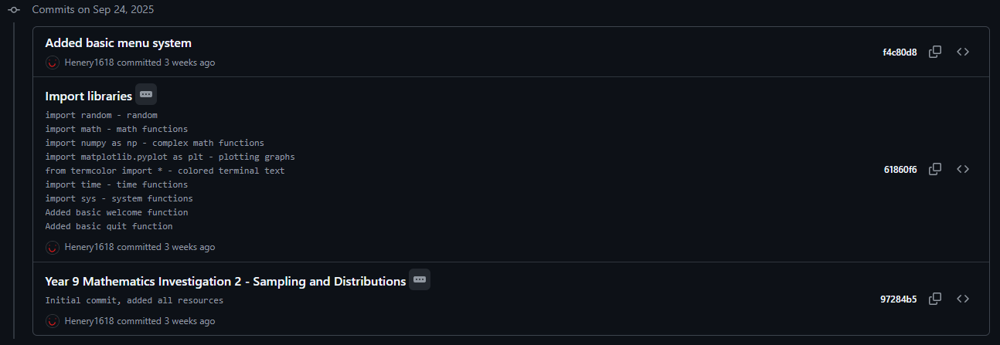 Commits on Sep 24, 2025
Added basic menu system
Henery1618 committed 3 weeks ago
f4c80d8
Import libraries
import random - random
import math - math functions
import numpy as np - complex math functions
import matplotlib.pyplot as plt - plotting graphs
from termcolor import * - colored terminal text
import time - time functions
import sys - system functions
Added basic welcome function
Added basic quit function
Henery1618 committed 3 weeks ago
61860f6
Year 9 Mathematics Investigation 2 - Sampling and Distributions
Initial commit, added all resources
Henery1618 committed 3 weeks ago
97284b5